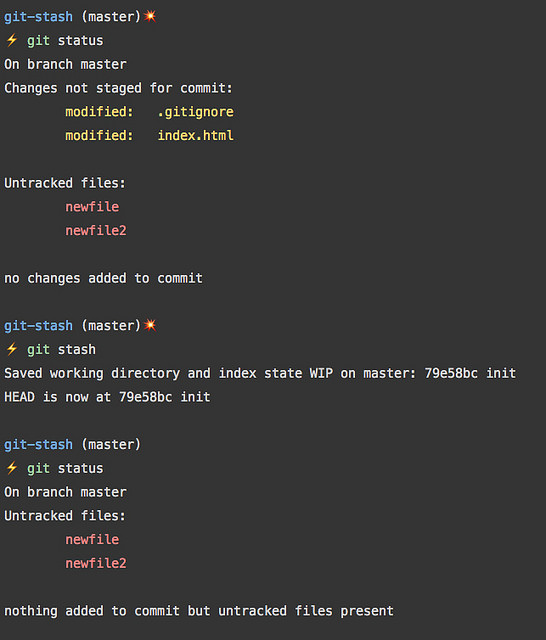 git-stash (master)💥
⚡ git status
On branch master
Changes not staged for commit:
modified: .gitignore
modified: index.html
Untracked files:
newfile
newfile2
no changes added to commit
git-stash (master)💥
⚡ git stash
Saved working directory and index state WIP on master: 79e58bc init
HEAD is now at 79e58bc init
git-stash (master)
⚡ git status
On branch master
Untracked files:
newfile
newfile2
nothing added to commit but untracked files present